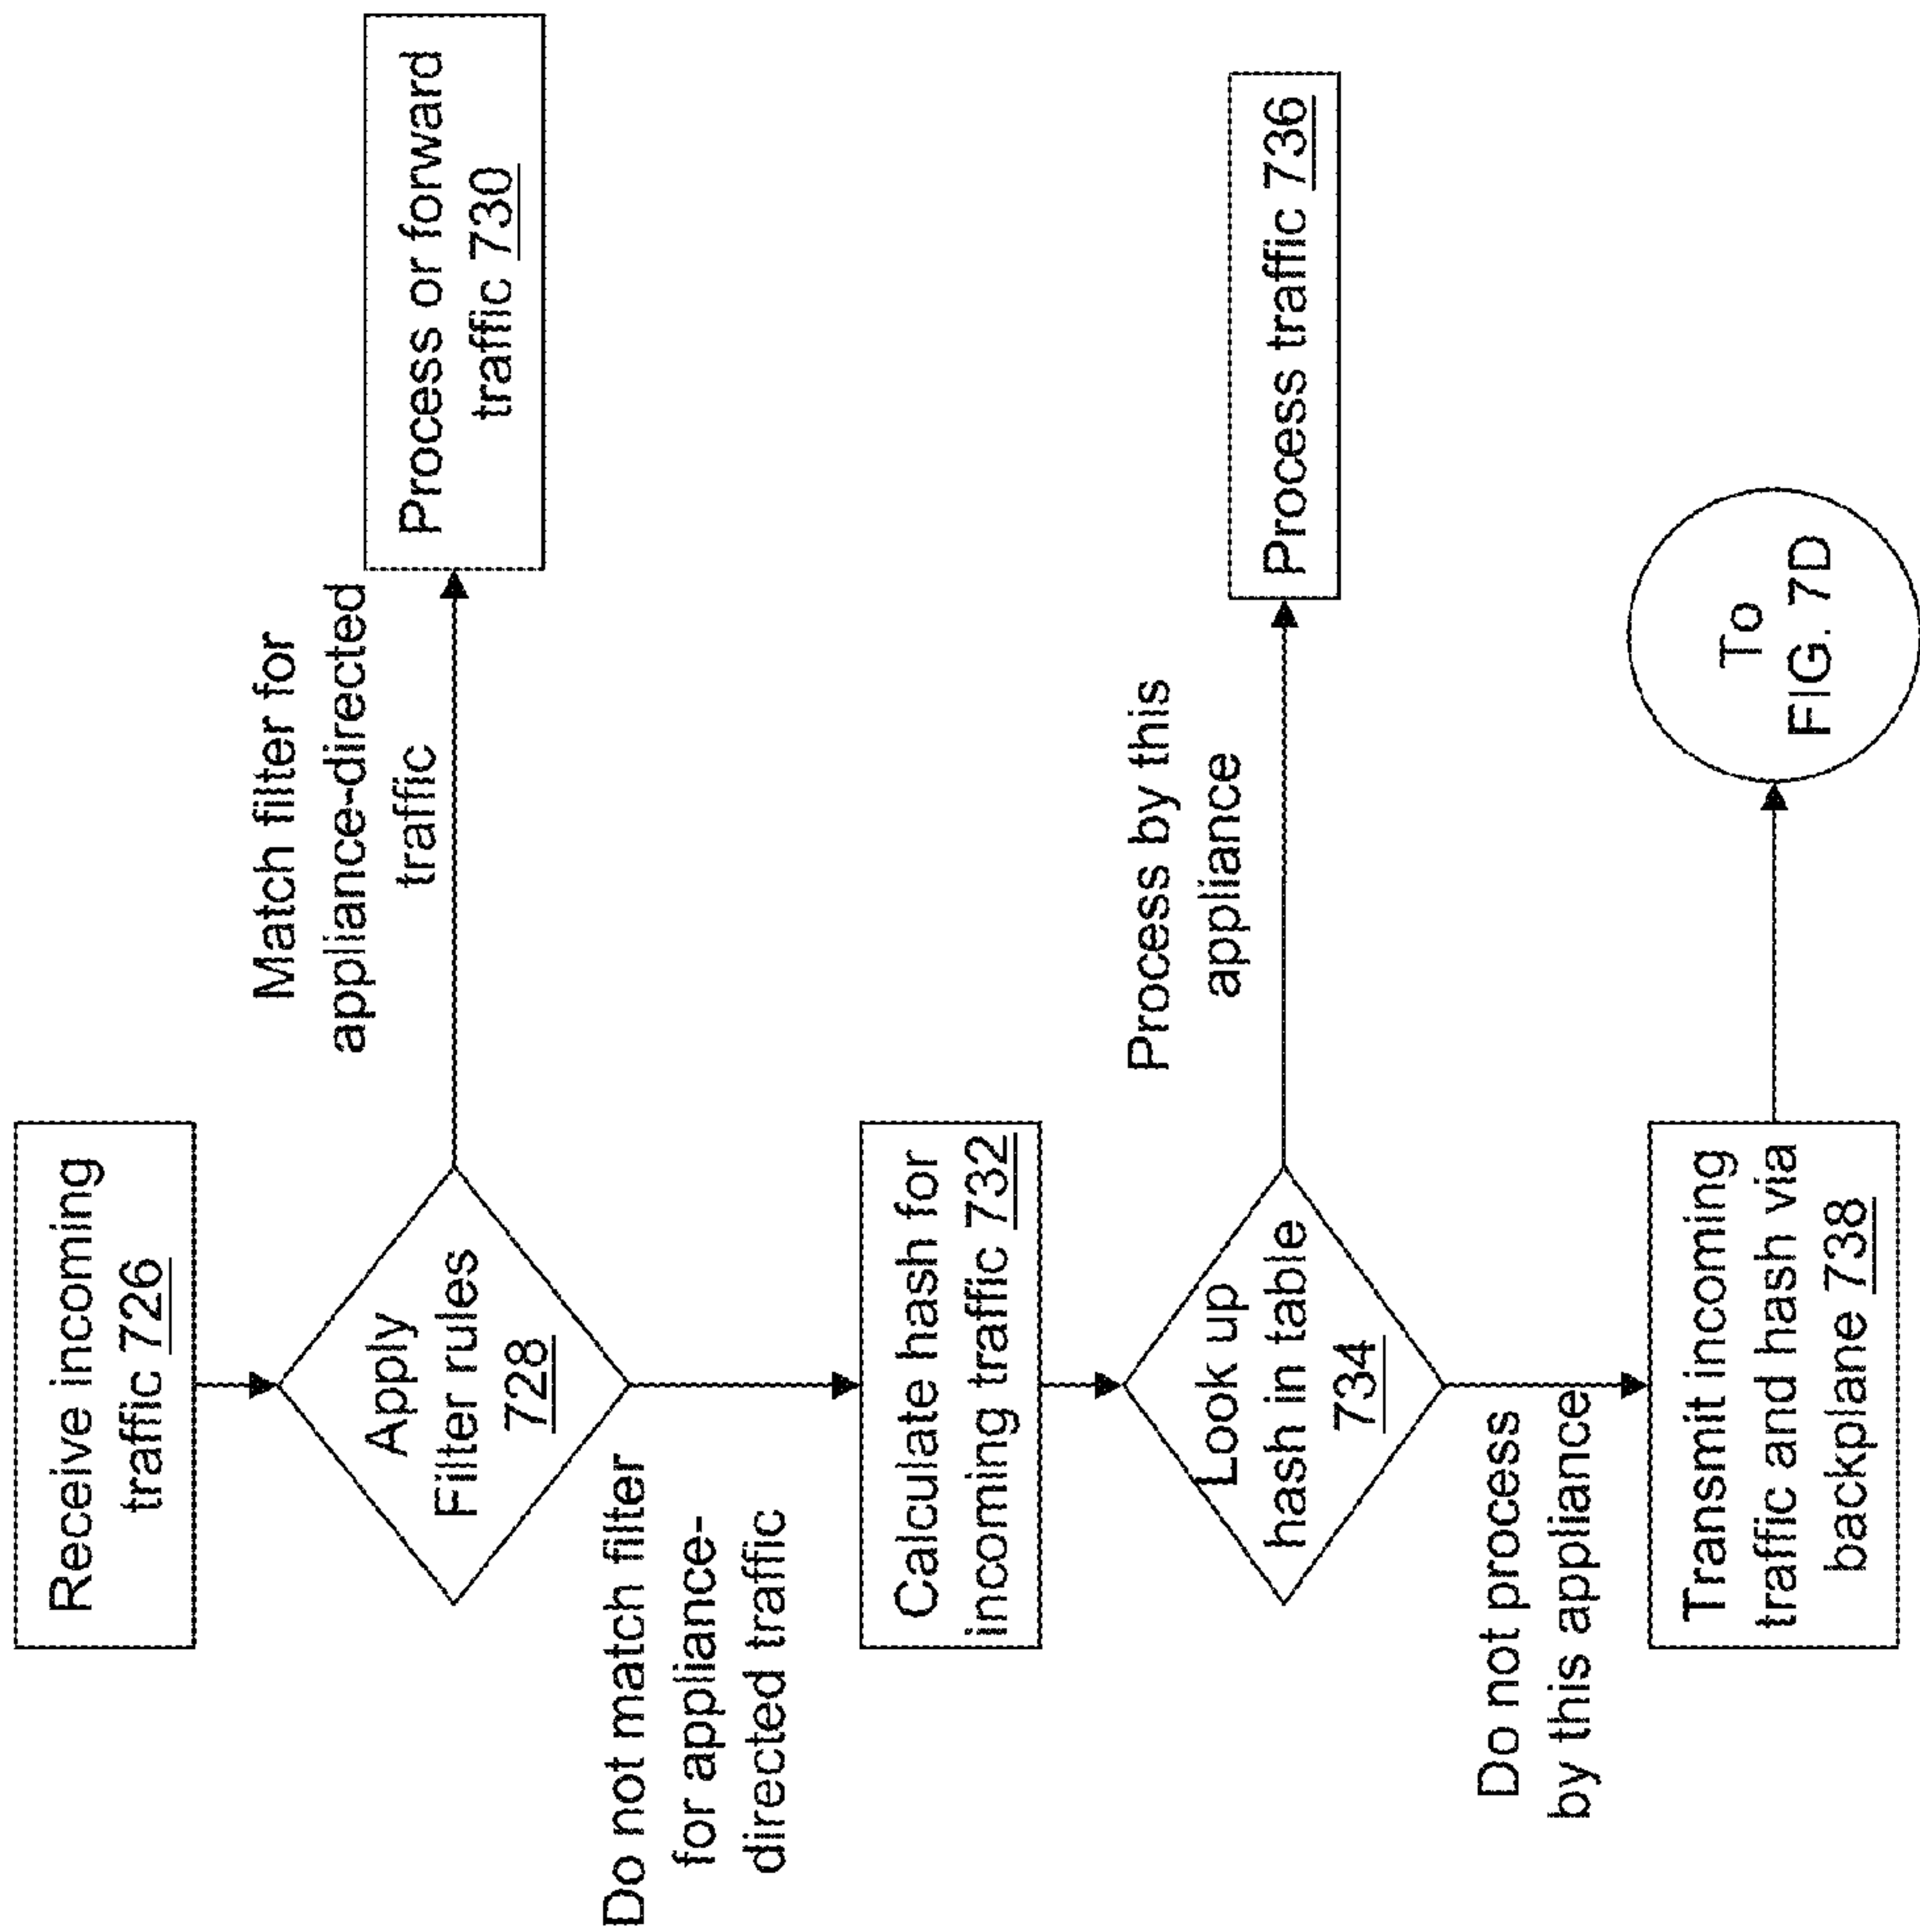 Receive incoming
traffic 726
Apply
Filter rules
728
Match filter for
appliance-directed
traffic
Process or forward
traffic 730
Do not match filter
for appliance-
directed traffic
Calculate hash for
incoming traffic 732
Look up
hash in table
734
Process by this
appliance
Process traffic 736
Do not process
by this appliance
Transmit incoming
traffic and hash via
backplane 738
To
FIG. 7D